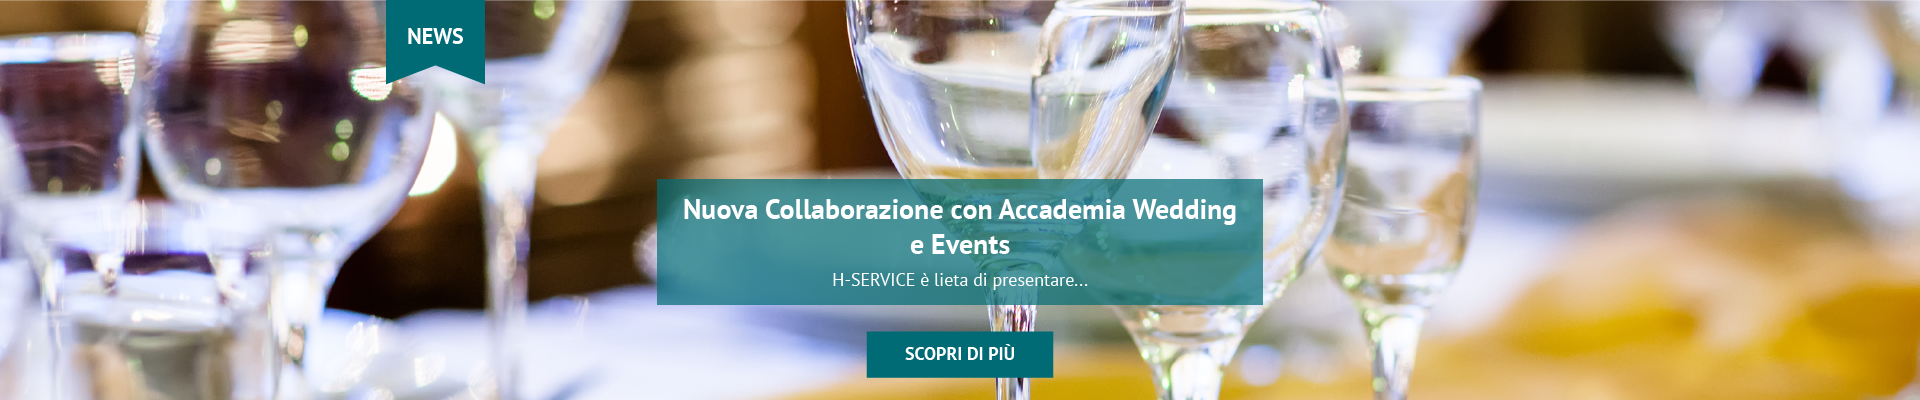 NEWS
Nuova Collaborazione con Accademia Wedding
e Events
H-SERVICE è lieta di presentare...
SCOPRI DI PIÙ